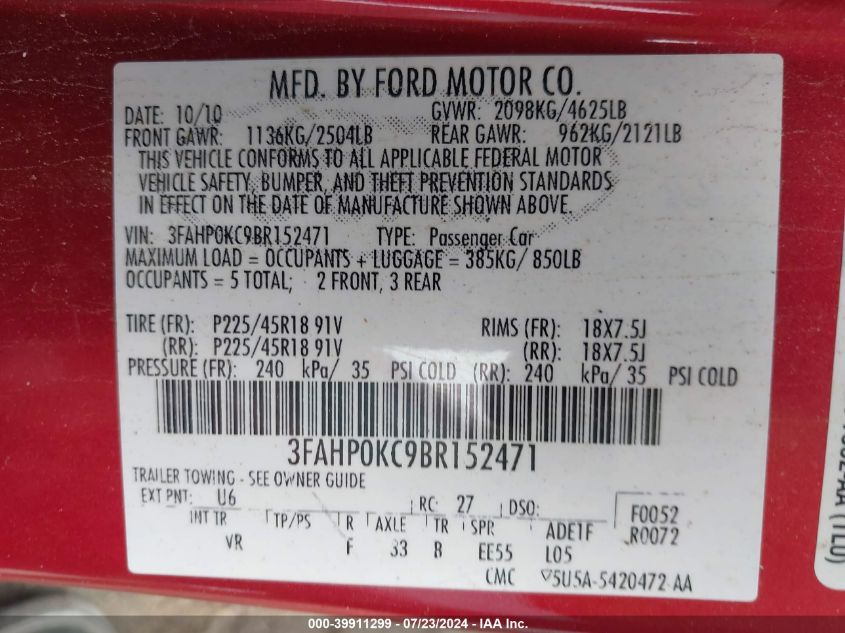 MFD. BY FORD MOTOR CO.
DATE: 10/10 GVWR: 2098KG/4625LB
FRONT GAWR: 1136KG/2504LB REAR GAWR: 962KG/2121LB
THIS VEHICLE CONFORMS TO ALL APPLICABLE FEDERAL MOTOR
VEHICLE SAFETY, BUMPER, AND THEFT PREVENTION STANDARDS
IN EFFECT ON THE DATE OF MANUFACTURE SHOWN ABOVE.
VIN: 3FAHP0KC9BR152471 TYPE: Passenger Car
MAXIMUM LOAD = OCCUPANTS + LUGGAGE = 385KG/ 850LB
OCCUPANTS = 5 TOTAL; 2 FRONT, 3 REAR
TIRE (FR): P225/45R18 91V RIMS (FR): 18X7.5J
(RR): P225/45R18 91V (RR): 18X7.5J
PRESSURE (FR): 240 kPa/ 35 PSI COLD (RR): 240 kPa/ 35 PSI COLD
3FAHP0KC9BR152471
TRAILER TOWING - SEE OWNER GUIDE
EXT PNT: U6 RC: 27 DSO: F0052
INT TR TP/PS R AXLE TR SPR ADE1F R0072
VR F 33 B EE55 L05
CMC 5U5A-5420472-AA
000-39911299 - 07/23/2024 - IAA Inc.